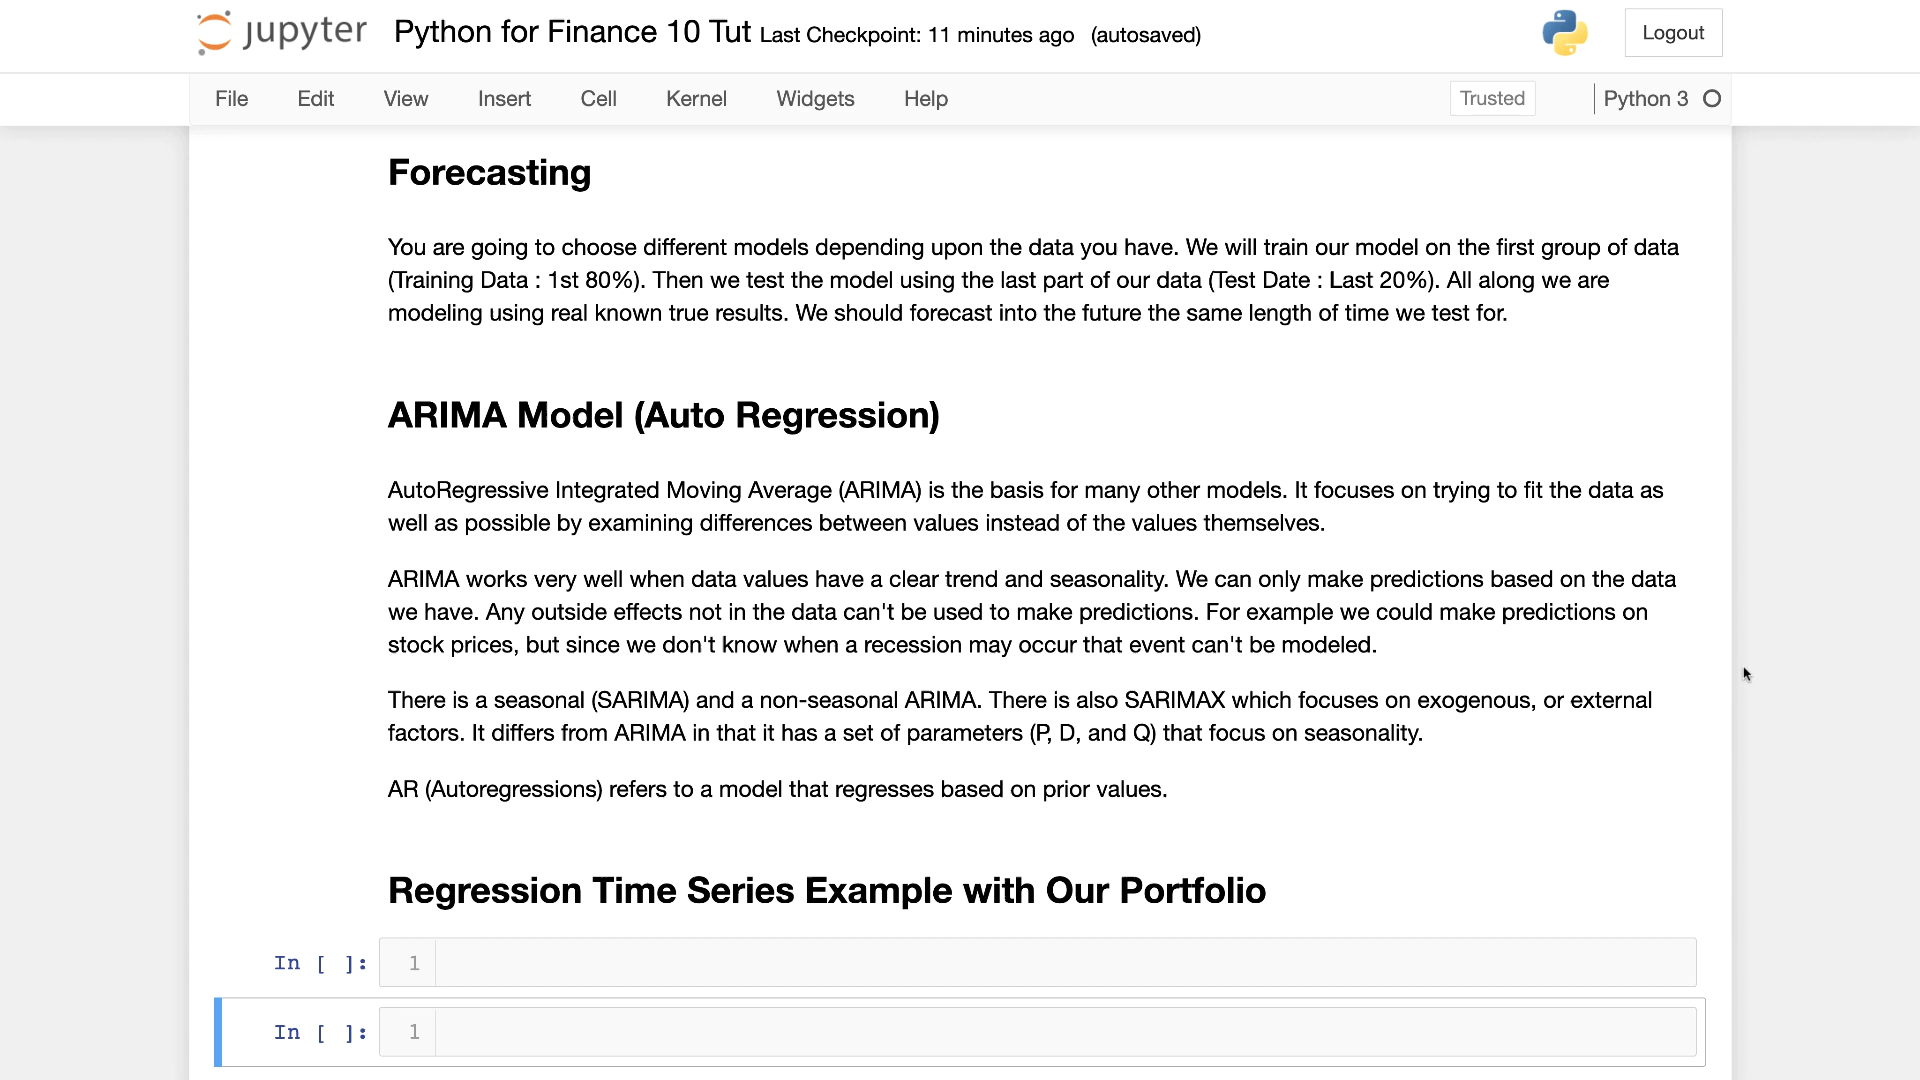 jupyter Python for Finance 10 Tut Last Checkpoint: 11 minutes ago (autosaved) Logout
File Edit View Insert Cell Kernel Widgets Help Trusted Python 3
Forecasting
You are going to choose different models depending upon the data you have. We will train our model on the first group of data
(Training Data : 1st 80%). Then we test the model using the last part of our data (Test Date : Last 20%). All along we are
modeling using real known true results. We should forecast into the future the same length of time we test for.
ARIMA Model (Auto Regression)
AutoRegressive Integrated Moving Average (ARIMA) is the basis for many other models. It focuses on trying to fit the data as
well as possible by examining differences between values instead of the values themselves.
ARIMA works very well when data values have a clear trend and seasonality. We can only make predictions based on the data
we have. Any outside effects not in the data can't be used to make predictions. For example we could make predictions on
stock prices, but since we don't know when a recession may occur that event can't be modeled.
There is a seasonal (SARIMA) and a non-seasonal ARIMA. There is also SARIMAX which focuses on exogenous, or external
factors. It differs from ARIMA in that it has a set of parameters (P, D, and Q) that focus on seasonality.
AR (Autoregressions) refers to a model that regresses based on prior values.
Regression Time Series Example with Our Portfolio
In [ ]: 1
In [ ]: 1